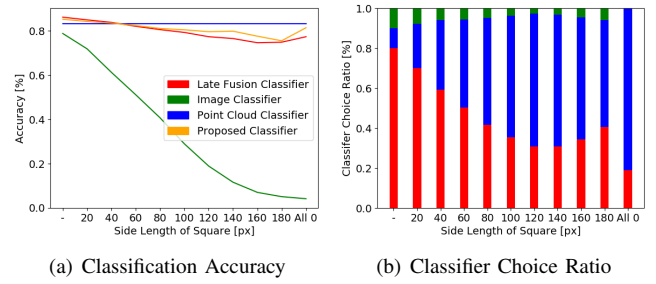 Accuracy [%]
0.8
0.6
0.4
0.2
0.0
Late Fusion Classifier
Image Classifier
Point Cloud Classifier
Proposed Classifier
- 20 40 60 80 100 120 140 160 180 All 0
Side Length of Square [px]
(a) Classification Accuracy
Classifer Choice Ratio [%]
1.0
0.8
0.6
0.4
0.2
0.0
- 20 40 60 80 100 120 140 160 180 All 0
Side Length of Square [px]
(b) Classifier Choice Ratio